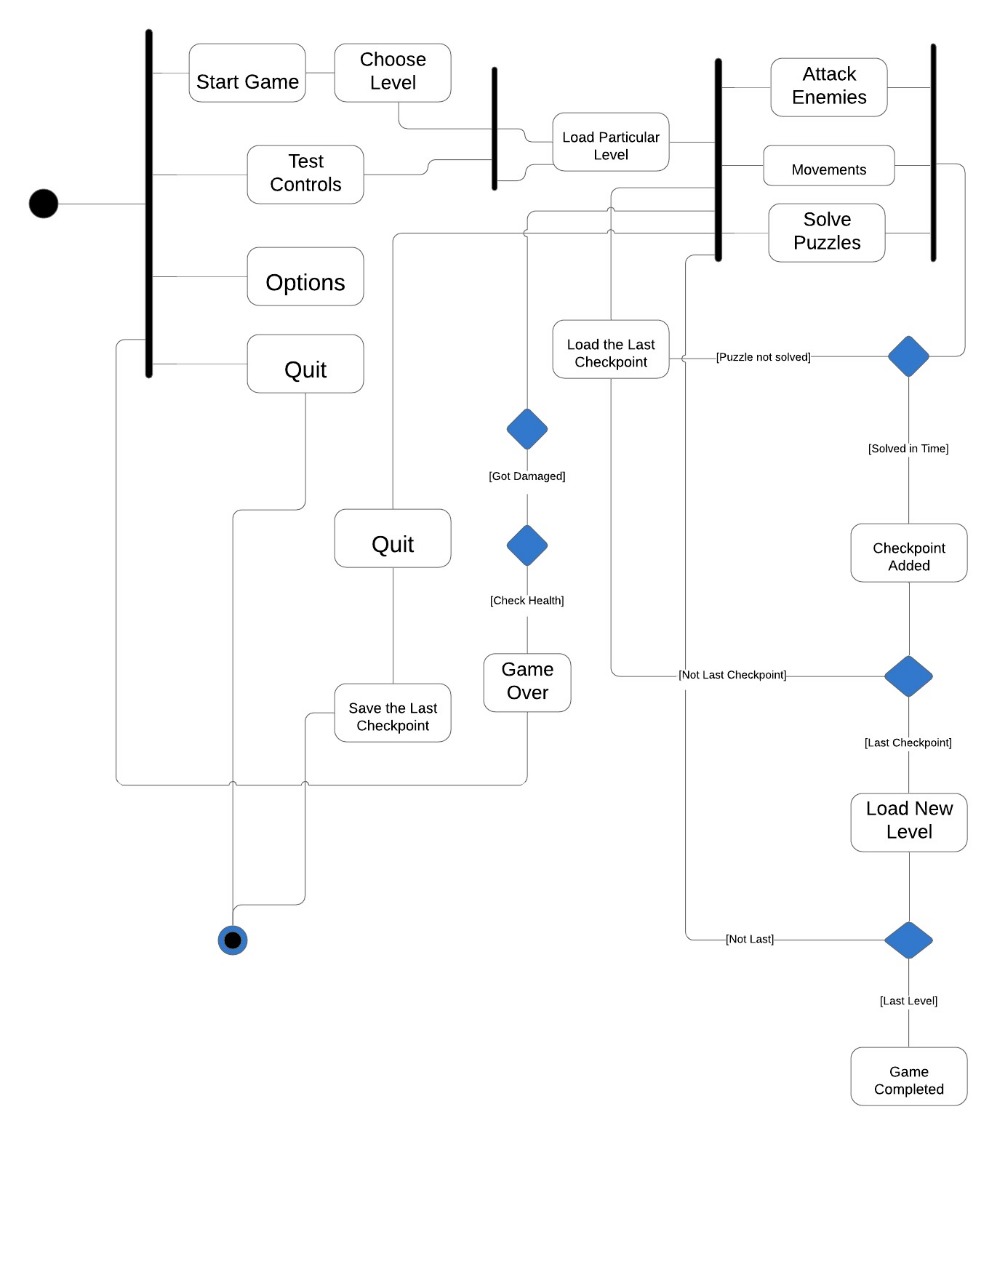 Start Game
Choose
Level
Attack
Enemies
Load Particular
Level
Test
Controls
Movements
Solve
Puzzles
Options
Quit
Load the Last
Checkpoint
[Puzzle not solved]
[Solved in Time]
[Got Damaged]
Quit
Checkpoint
Added
[Check Health]
Game
Over
[Not Last Checkpoint]
Save the Last
Checkpoint
[Last Checkpoint]
Load New
Level
[Not Last]
[Last Level]
Game
Completed